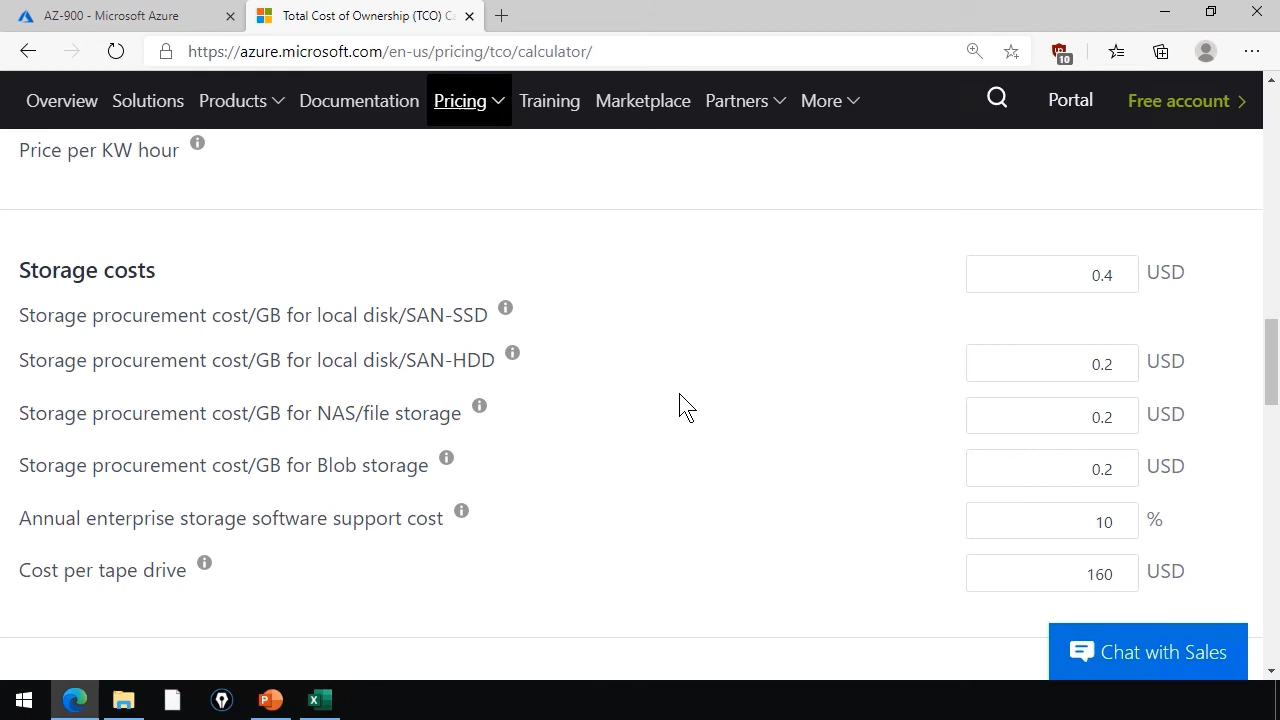 AZ-900 - Microsoft Azure
Total Cost of Ownership (TCO) Ca
https://azure.microsoft.com/en-us/pricing/tco/calculator/
10
Overview Solutions Products Documentation Pricing Training Marketplace Partners More Portal Free account
Price per KW hour
Storage costs
0.4 USD
Storage procurement cost/GB for local disk/SAN-SSD
Storage procurement cost/GB for local disk/SAN-HDD 0.2 USD
Storage procurement cost/GB for NAS/file storage 0.2 USD
Storage procurement cost/GB for Blob storage 0.2 USD
Annual enterprise storage software support cost 10 %
Cost per tape drive 160 USD
Chat with Sales